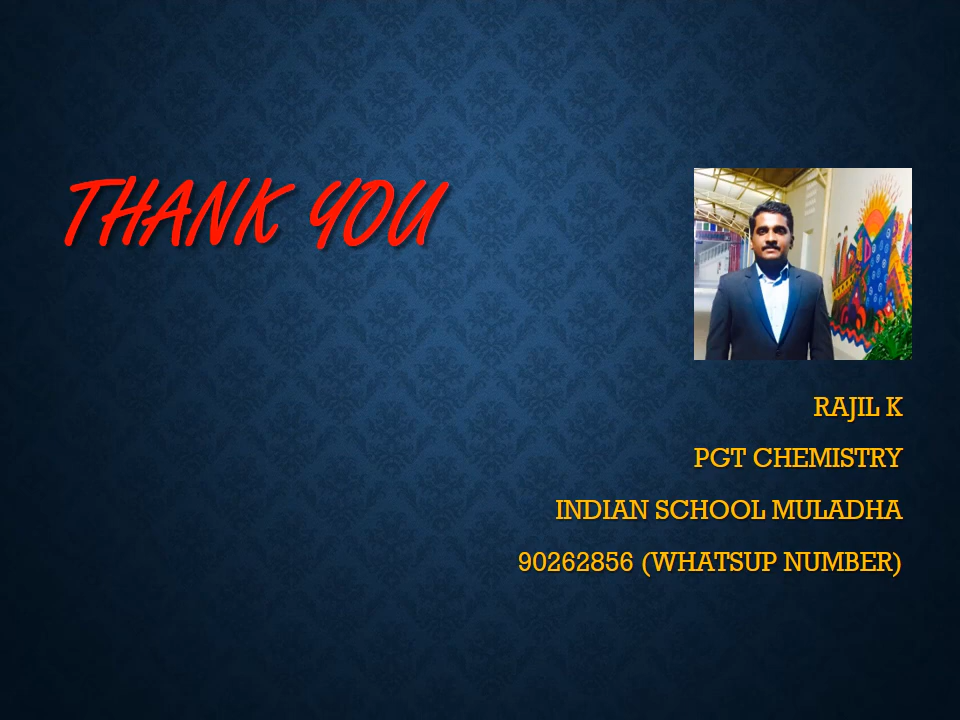 THANK YOU
RAJIL K
PGT CHEMISTRY
INDIAN SCHOOL MULADHA
90262856 (WHATSUP NUMBER)